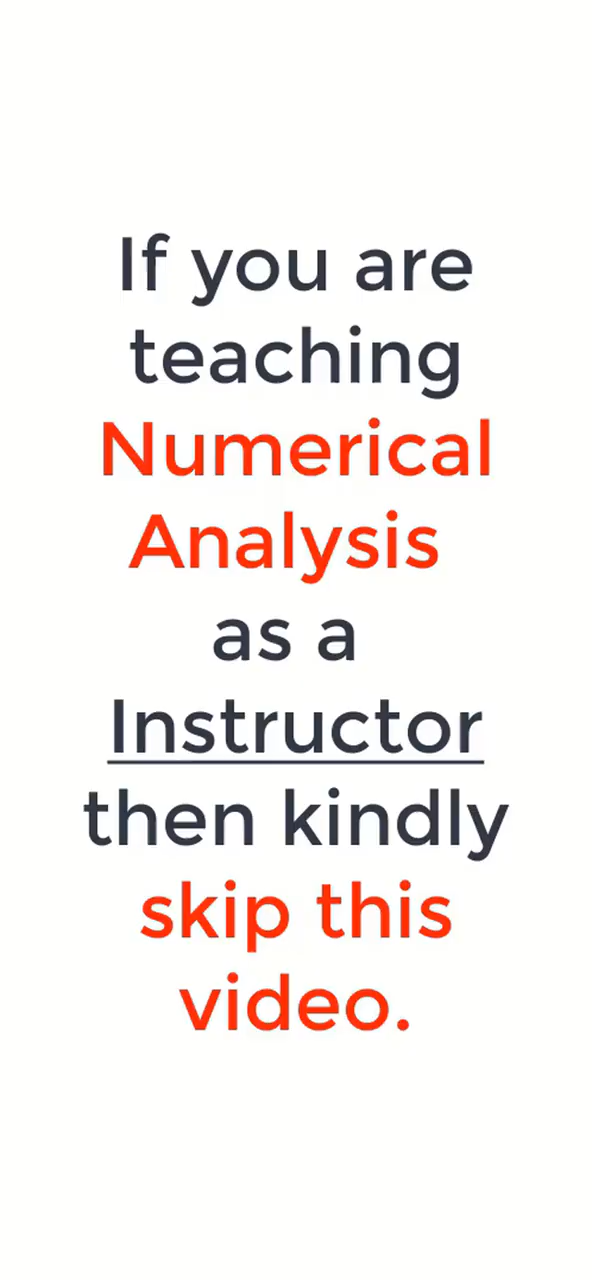 If you are
teaching
Numerical
Analysis
as a
Instructor
then kindly
skip this
video.